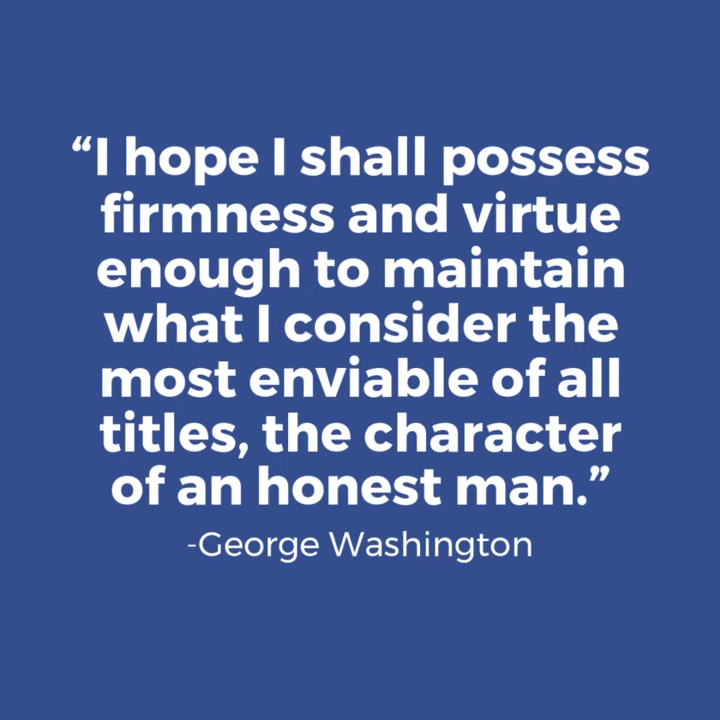 “I hope I shall possess
firmness and virtue
enough to maintain
what I consider the
most enviable of all
titles, the character
of an honest man.”
-George Washington